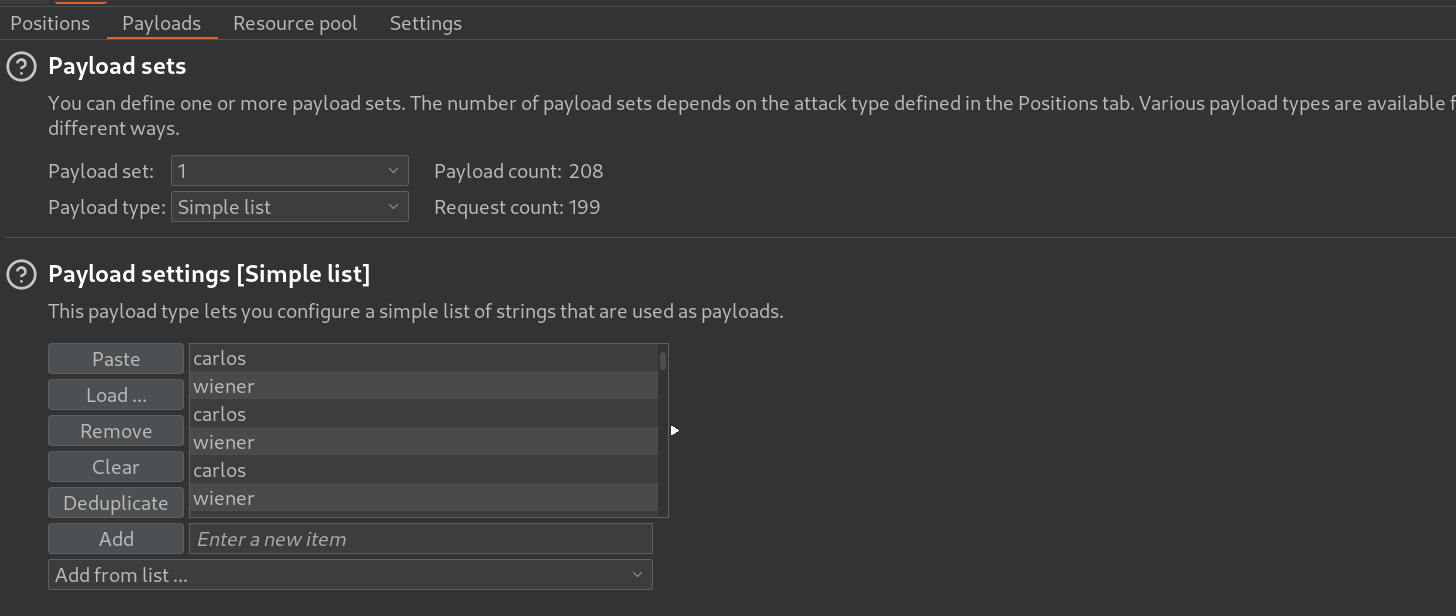 Positions Payloads Resource pool Settings
Payload sets
You can define one or more payload sets. The number of payload sets depends on the attack type defined in the Positions tab. Various payload types are available f
different ways.
Payload set: 1 Payload count: 208
Payload type: Simple list Request count: 199
Payload settings [Simple list]
This payload type lets you configure a simple list of strings that are used as payloads.
Paste
Load ...
Remove
Clear
Deduplicate
carlos
wiener
carlos
wiener
carlos
wiener
Add Enter a new item
Add from list ...